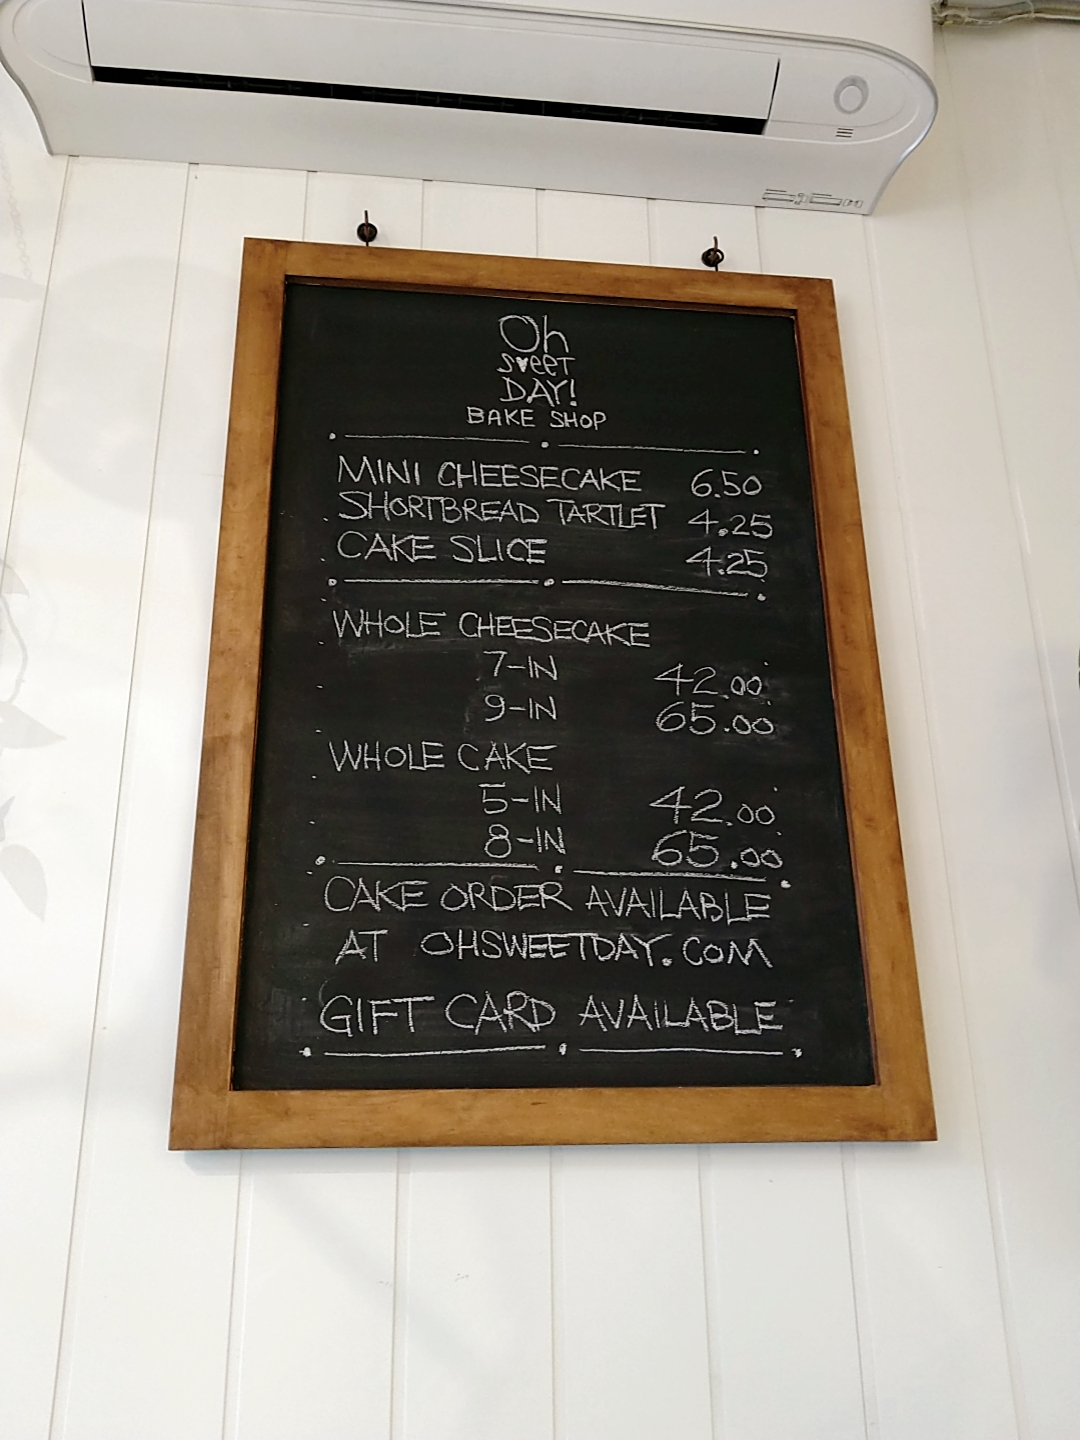 Oh
sweet
DAY!
BAKE SHOP
MINI CHEESECAKE 6.50
SHORTBREAD TARTLET 4.25
CAKE SLICE 4.25
WHOLE CHEESECAKE
7-IN 42.00
9-IN 65.00
WHOLE CAKE
5-IN 42.00
8-IN 65.00
CAKE ORDER AVAILABLE
AT OHSWEETDAY.COM
GIFT CARD AVAILABLE